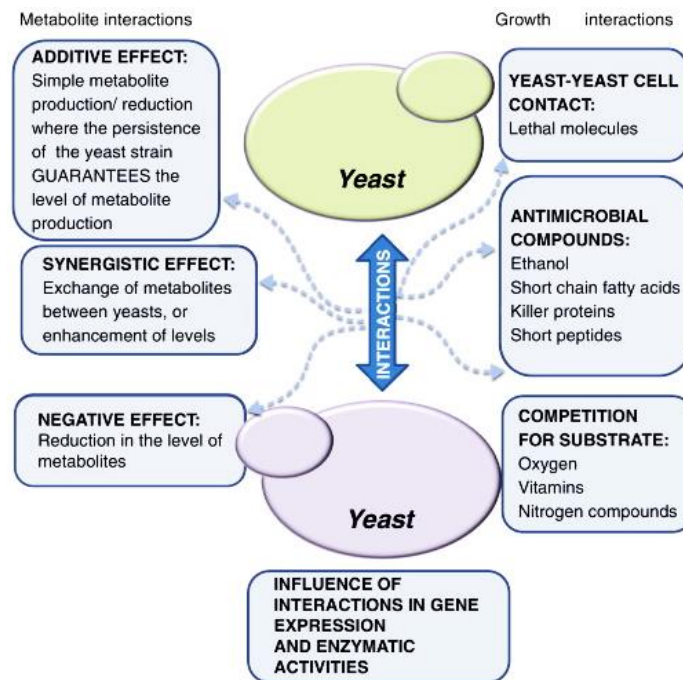 Metabolite interactions
ADDITIVE EFFECT:
Simple metabolite
production/ reduction
where the persistence
of the yeast strain
GUARANTEES the
level of metabolite
production
SYNERGISTIC EFFECT:
Exchange of metabolites
between yeasts, or
enhancement of levels
NEGATIVE EFFECT:
Reduction in the level of
metabolites
Yeast
INTERACTIONS
Yeast
Growth interactions
YEAST-YEAST CELL
CONTACT:
Lethal molecules
ANTIMICROBIAL
COMPOUNDS:
Ethanol
Short chain fatty acids
Killer proteins
Short peptides
COMPETITION
FOR SUBSTRATE:
Oxygen
Vitamins
Nitrogen compounds
INFLUENCE OF
INTERACTIONS IN GENE
EXPRESSION
AND ENZYMATIC
ACTIVITIES